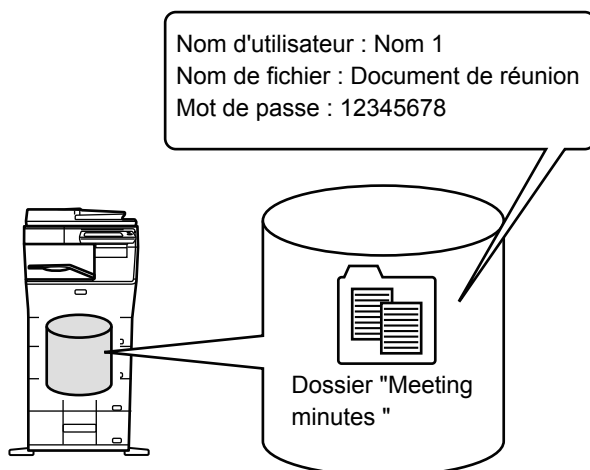 Nom d'utilisateur : Nom 1
Nom de fichier : Document de réunion
Mot de passe : 12345678
Dossier "Meeting
minutes "